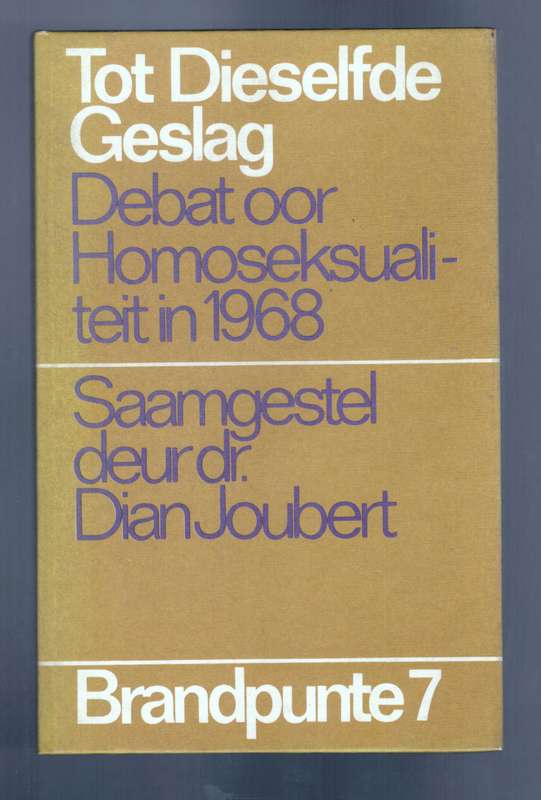 Tot Dieselfde
Geslag
Debat oor
Homoseksuali-
teit in 1968
Saamgestel
deur dr.
Dian Joubert
Brandpunte 7